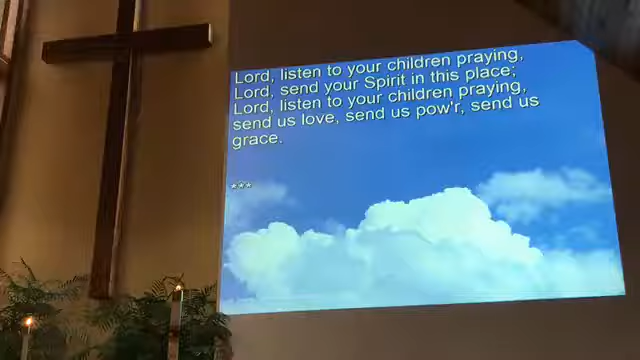 Lord, listen to your children praying,
Lord, send your Spirit in this place;
Lord, listen to your children praying,
send us love, send us pow'r, send us
grace.
***